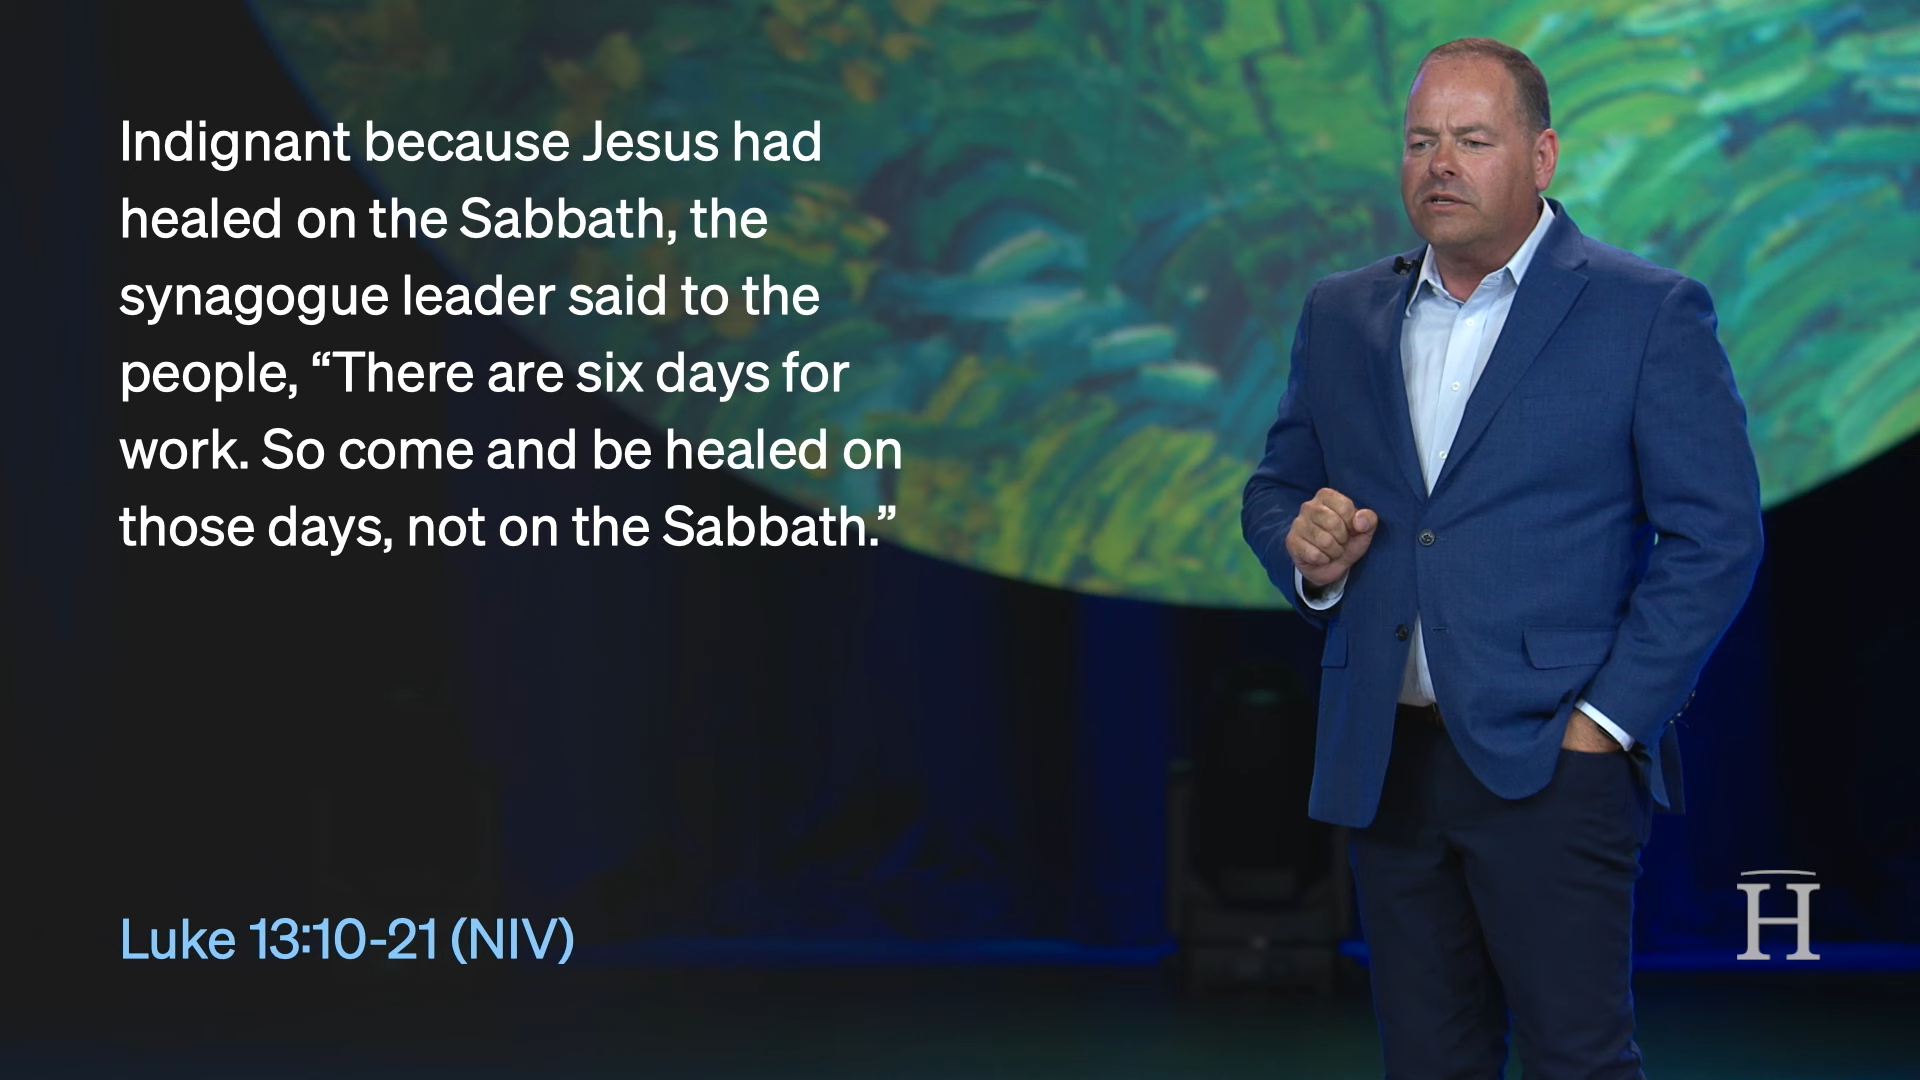 Indignant because Jesus had
healed on the Sabbath, the
synagogue leader said to the
people, “There are six days for
work. So come and be healed on
those days, not on the Sabbath.”
Luke 13:10-21 (NIV)
H